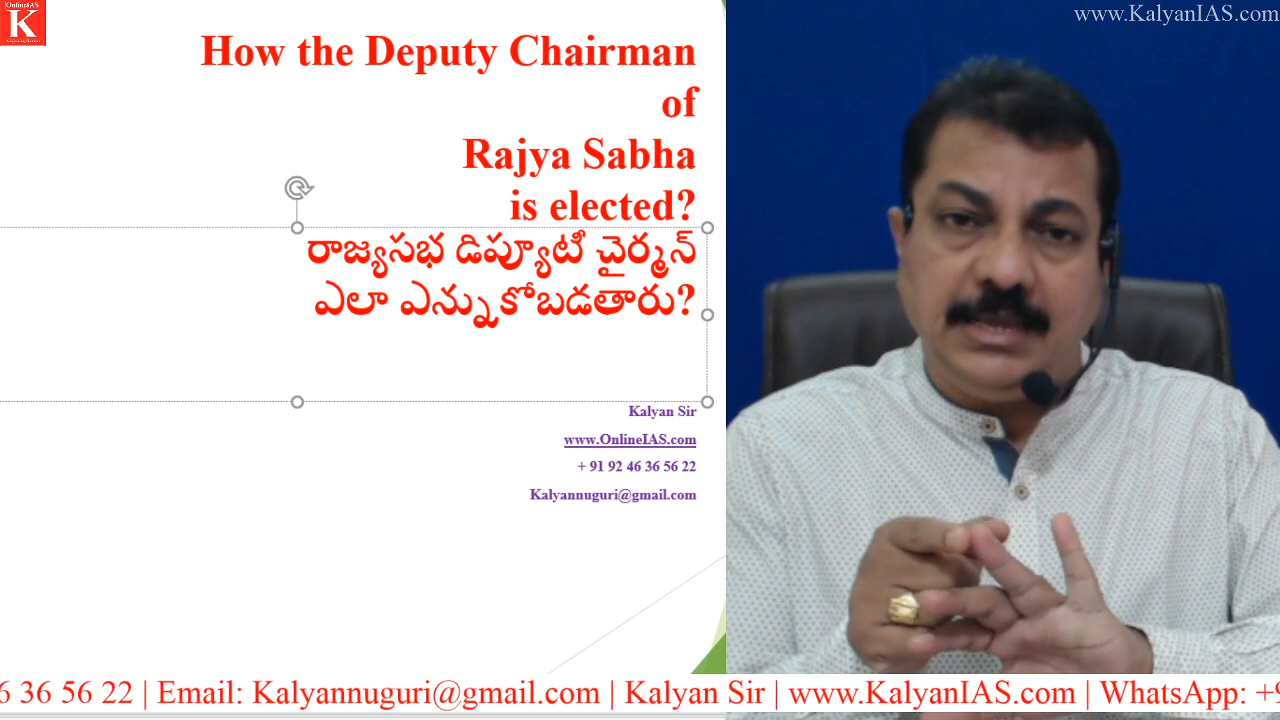 OnlineIAS
K
www.KalyanIAS.com
How the Deputy Chairman
of
Rajya Sabha
is elected?
రాజ్యసభ డిప్యూటీ చైర్మన్
ఎలా ఎన్నుకోబడతారు?
Kalyan Sir
www.OnlineIAS.com
+ 91 92 46 36 56 22
Kalyannuguri@gmail.com
6 36 56 22 | Email: Kalyannuguri@gmail.com | Kalyan Sir | www.KalyanIAS.com | WhatsApp: +9